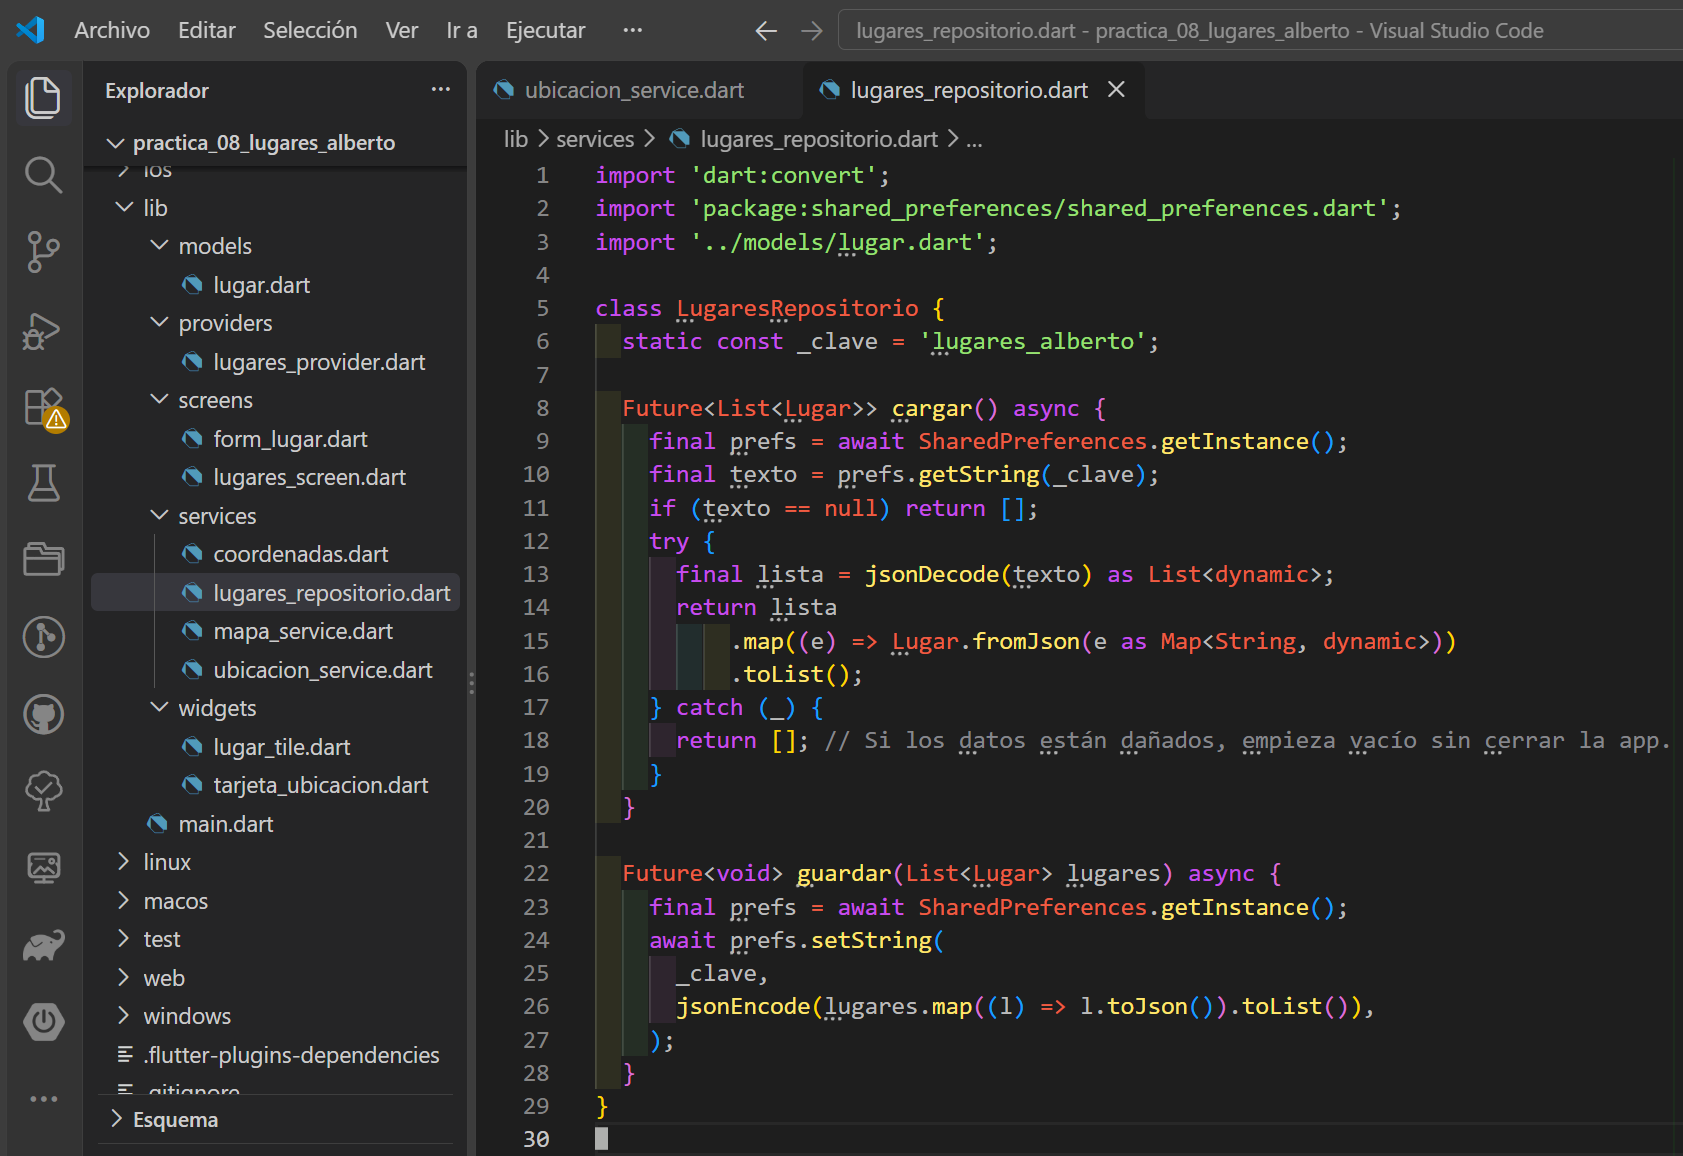 Archivo Editar Selección Ver Ir a Ejecutar ··· lugares_repositorio.dart - practica_08_lugares_alberto - Visual Studio Code
Explorador ···
practica_08_lugares_alberto
ios
lib
models
lugar.dart
providers
lugares_provider.dart
screens
form_lugar.dart
lugares_screen.dart
services
coordenadas.dart
lugares_repositorio.dart
mapa_service.dart
ubicacion_service.dart
widgets
lugar_tile.dart
tarjeta_ubicacion.dart
main.dart
linux
macos
test
web
windows
.flutter-plugins-dependencies
.gitignore
Esquema
ubicacion_service.dart lugares_repositorio.dart
lib > services > lugares_repositorio.dart > ...
1 import 'dart:convert';
2 import 'package:shared_preferences/shared_preferences.dart';
3 import '../models/lugar.dart';
4
5 class LugaresRepositorio {
6 static const _clave = 'lugares_alberto';
7
8 Future<List<Lugar>> cargar() async {
9 final prefs = await SharedPreferences.getInstance();
10 final texto = prefs.getString(_clave);
11 if (texto == null) return [];
12 try {
13 final lista = jsonDecode(texto) as List<dynamic>;
14 return lista
15 .map((e) => Lugar.fromJson(e as Map<String, dynamic>))
16 .toList();
17 } catch (_) {
18 return []; // Si los datos están dañados, empieza vacío sin cerrar la app.
19 }
20 }
21
22 Future<void> guardar(List<Lugar> lugares) async {
23 final prefs = await SharedPreferences.getInstance();
24 await prefs.setString(
25 _clave,
26 jsonEncode(lugares.map((l) => l.toJson()).toList()),
27 );
28 }
29 }
30